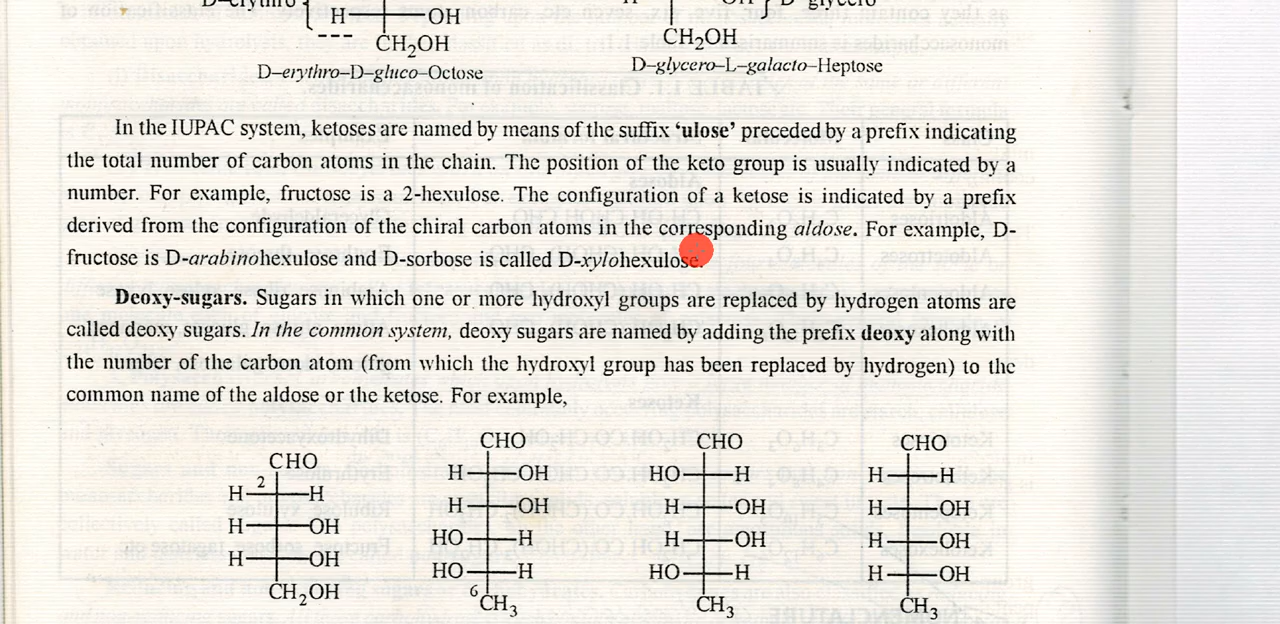 D–erythro H OH D–glycero
H OH
CH2OH CH2OH
D–erythro–D–gluco–Octose D–glycero–L–galacto–Heptose
In the IUPAC system, ketoses are named by means of the suffix ‘ulose’ preceded by a prefix indicating
the total number of carbon atoms in the chain. The position of the keto group is usually indicated by a
number. For example, fructose is a 2-hexulose. The configuration of a ketose is indicated by a prefix
derived from the configuration of the chiral carbon atoms in the corresponding aldose. For example, D-
fructose is D-arabinohexulose and D-sorbose is called D-xylohexulose.
Deoxy-sugars. Sugars in which one or more hydroxyl groups are replaced by hydrogen atoms are
called deoxy sugars. In the common system, deoxy sugars are named by adding the prefix deoxy along with
the number of the carbon atom (from which the hydroxyl group has been replaced by hydrogen) to the
common name of the aldose or the ketose. For example,
CHO
2
H H
H OH
H OH
CH2OH
CHO
H OH
H OH
HO H
HO H
6
CH3
CHO
HO H
H OH
H OH
HO H
CH3
CHO
H H
H OH
H OH
H OH
CH3